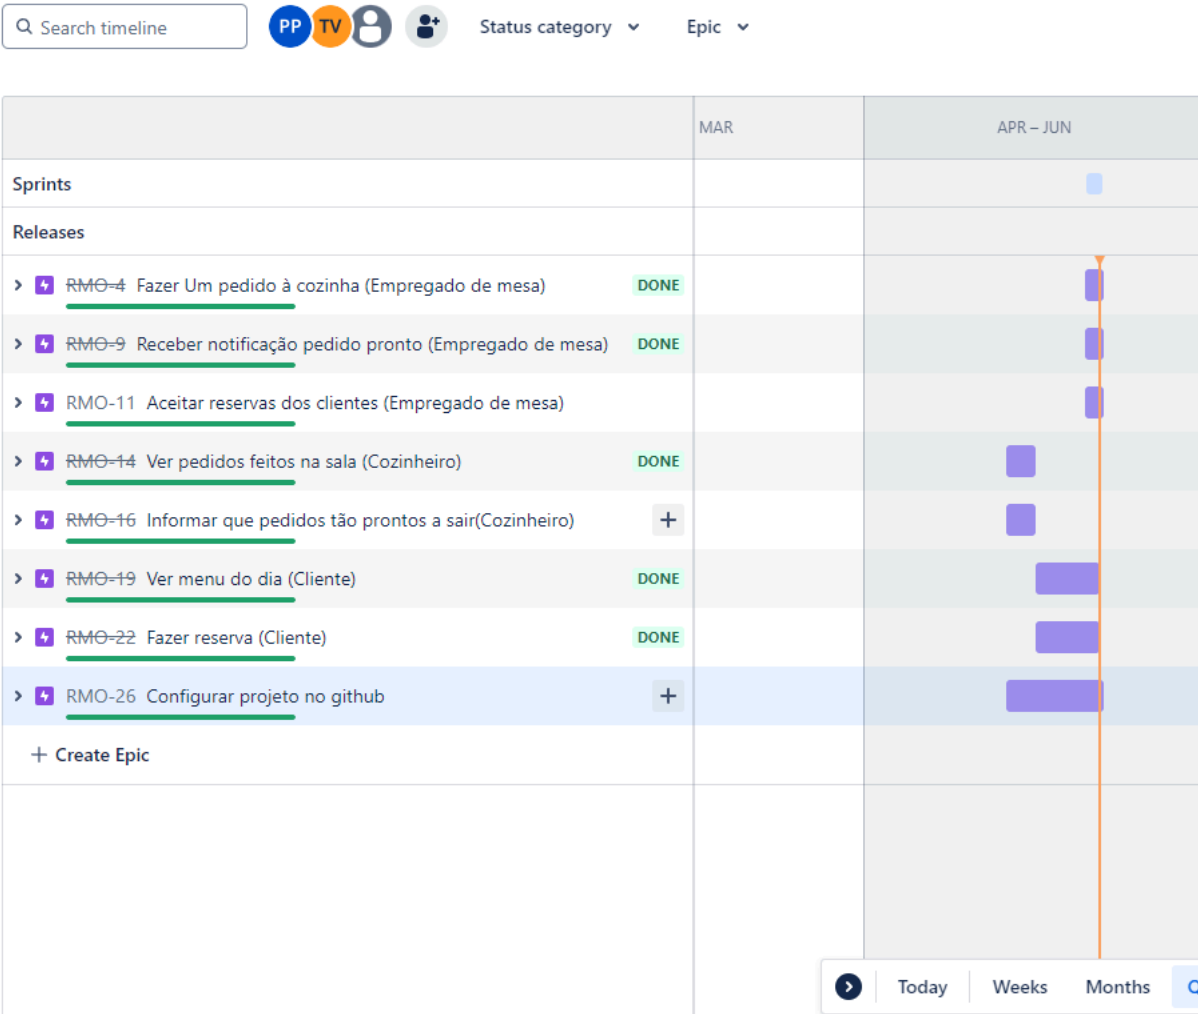 Search timeline PP TV Status category Epic
MAR APR – JUN
Sprints
Releases
RMO-4 Fazer Um pedido à cozinha (Empregado de mesa) DONE
RMO-9 Receber notificação pedido pronto (Empregado de mesa) DONE
RMO-11 Aceitar reservas dos clientes (Empregado de mesa)
RMO-14 Ver pedidos feitos na sala (Cozinheiro) DONE
RMO-16 Informar que pedidos tão prontos a sair(Cozinheiro) +
RMO-19 Ver menu do dia (Cliente) DONE
RMO-22 Fazer reserva (Cliente) DONE
RMO-26 Configurar projeto no github +
+ Create Epic
Today Weeks Months